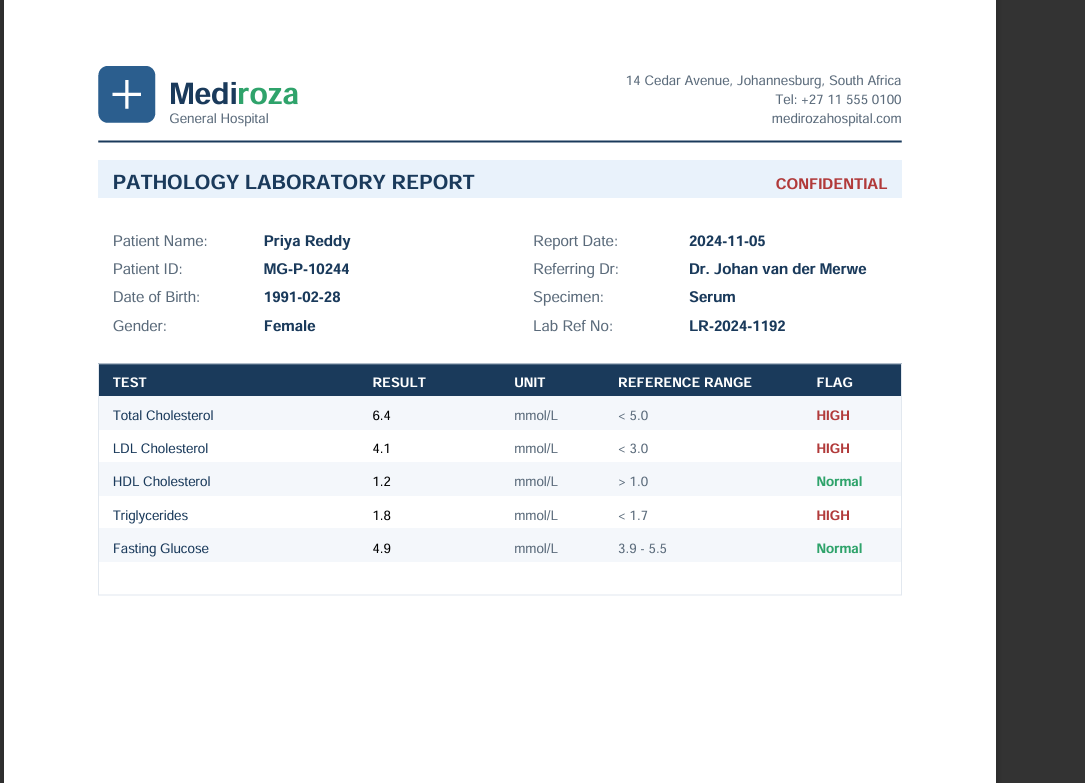 Mediroza
General Hospital
14 Cedar Avenue, Johannesburg, South Africa
Tel: +27 11 555 0100
medirozahospital.com
PATHOLOGY LABORATORY REPORT CONFIDENTIAL
Patient Name: Priya Reddy Report Date: 2024-11-05
Patient ID: MG-P-10244 Referring Dr: Dr. Johan van der Merwe
Date of Birth: 1991-02-28 Specimen: Serum
Gender: Female Lab Ref No: LR-2024-1192
TEST RESULT UNIT REFERENCE RANGE FLAG
Total Cholesterol 6.4 mmol/L < 5.0 HIGH
LDL Cholesterol 4.1 mmol/L < 3.0 HIGH
HDL Cholesterol 1.2 mmol/L > 1.0 Normal
Triglycerides 1.8 mmol/L < 1.7 HIGH
Fasting Glucose 4.9 mmol/L 3.9 - 5.5 Normal